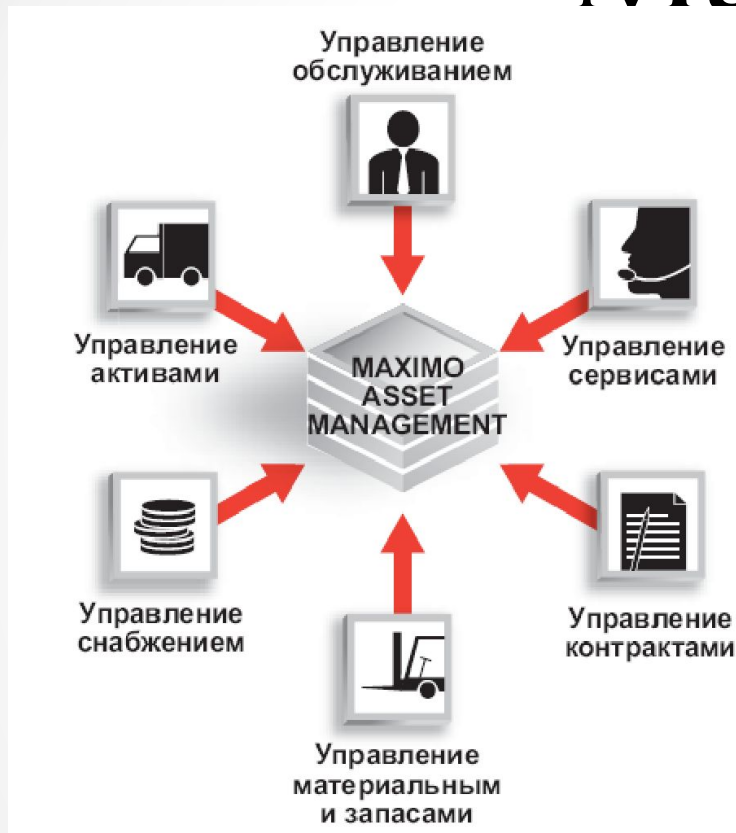 Управление
обслуживанием
Управление
активами
Управление
сервисами
MAXIMO
ASSET
MANAGEMENT
Управление
снабжением
Управление
контрактами
Управление
материальным
и запасами